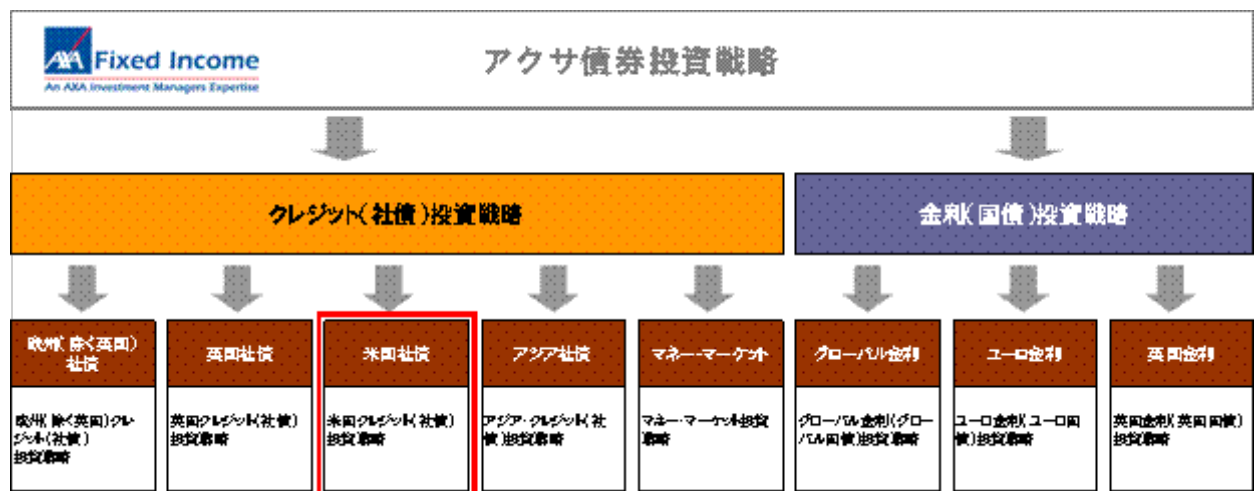 AXA Fixed Income
An AXA Investment Managers Expertise
アクサ債券投資戦略
クレジット(社債)投資戦略
金利(国債)投資戦略
欧州(除く英国)
社債
英国社債
米国社債
アジア社債
マネー・マーケット
グローバル金利
ユーロ金利
英国金利
欧州(除く英国)クレ
ジット(社債)
投資戦略
英国クレジット(社債)
投資戦略
米国クレジット(社債)
投資戦略
アジア・クレジット(社
債)投資戦略
マネー・マーケット投資
戦略
グローバル金利(グロー
バル国債)投資戦略
ユーロ金利(ユーロ国
債)投資戦略
英国金利(英国国債)
投資戦略